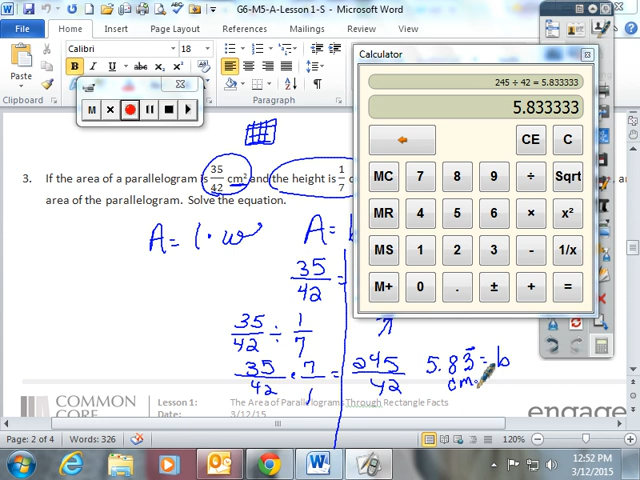 G6-M5-A-Lesson 1-S - Microsoft Word
File Home Insert Page Layout References Mailings Review
Calibri 18
Paste
B I U abc x₂ x²
Clipboard
M
Calculator
245 ÷ 42 = 5.833333
5.833333
CE C
MC 7 8 9 ÷ Sqrt
MR 4 5 6 × x²
MS 1 2 3 - 1/x
M+ 0 . ± + =
3. If the area of a parallelogram is 35/42 cm² and the height is 1/7
area of the parallelogram. Solve the equation.
A = l · w A =
35/42 =
35/42 ÷ 1/7
35/42 · 7/1 = 245/42 5.83̅ = b
cm.
COMMON CORE
Lesson 1: The Area of Parallelograms Through Rectangle Facts
3/12/15
engage
Page: 2 of 4 Words: 326 120%
12:52 PM
3/12/2015